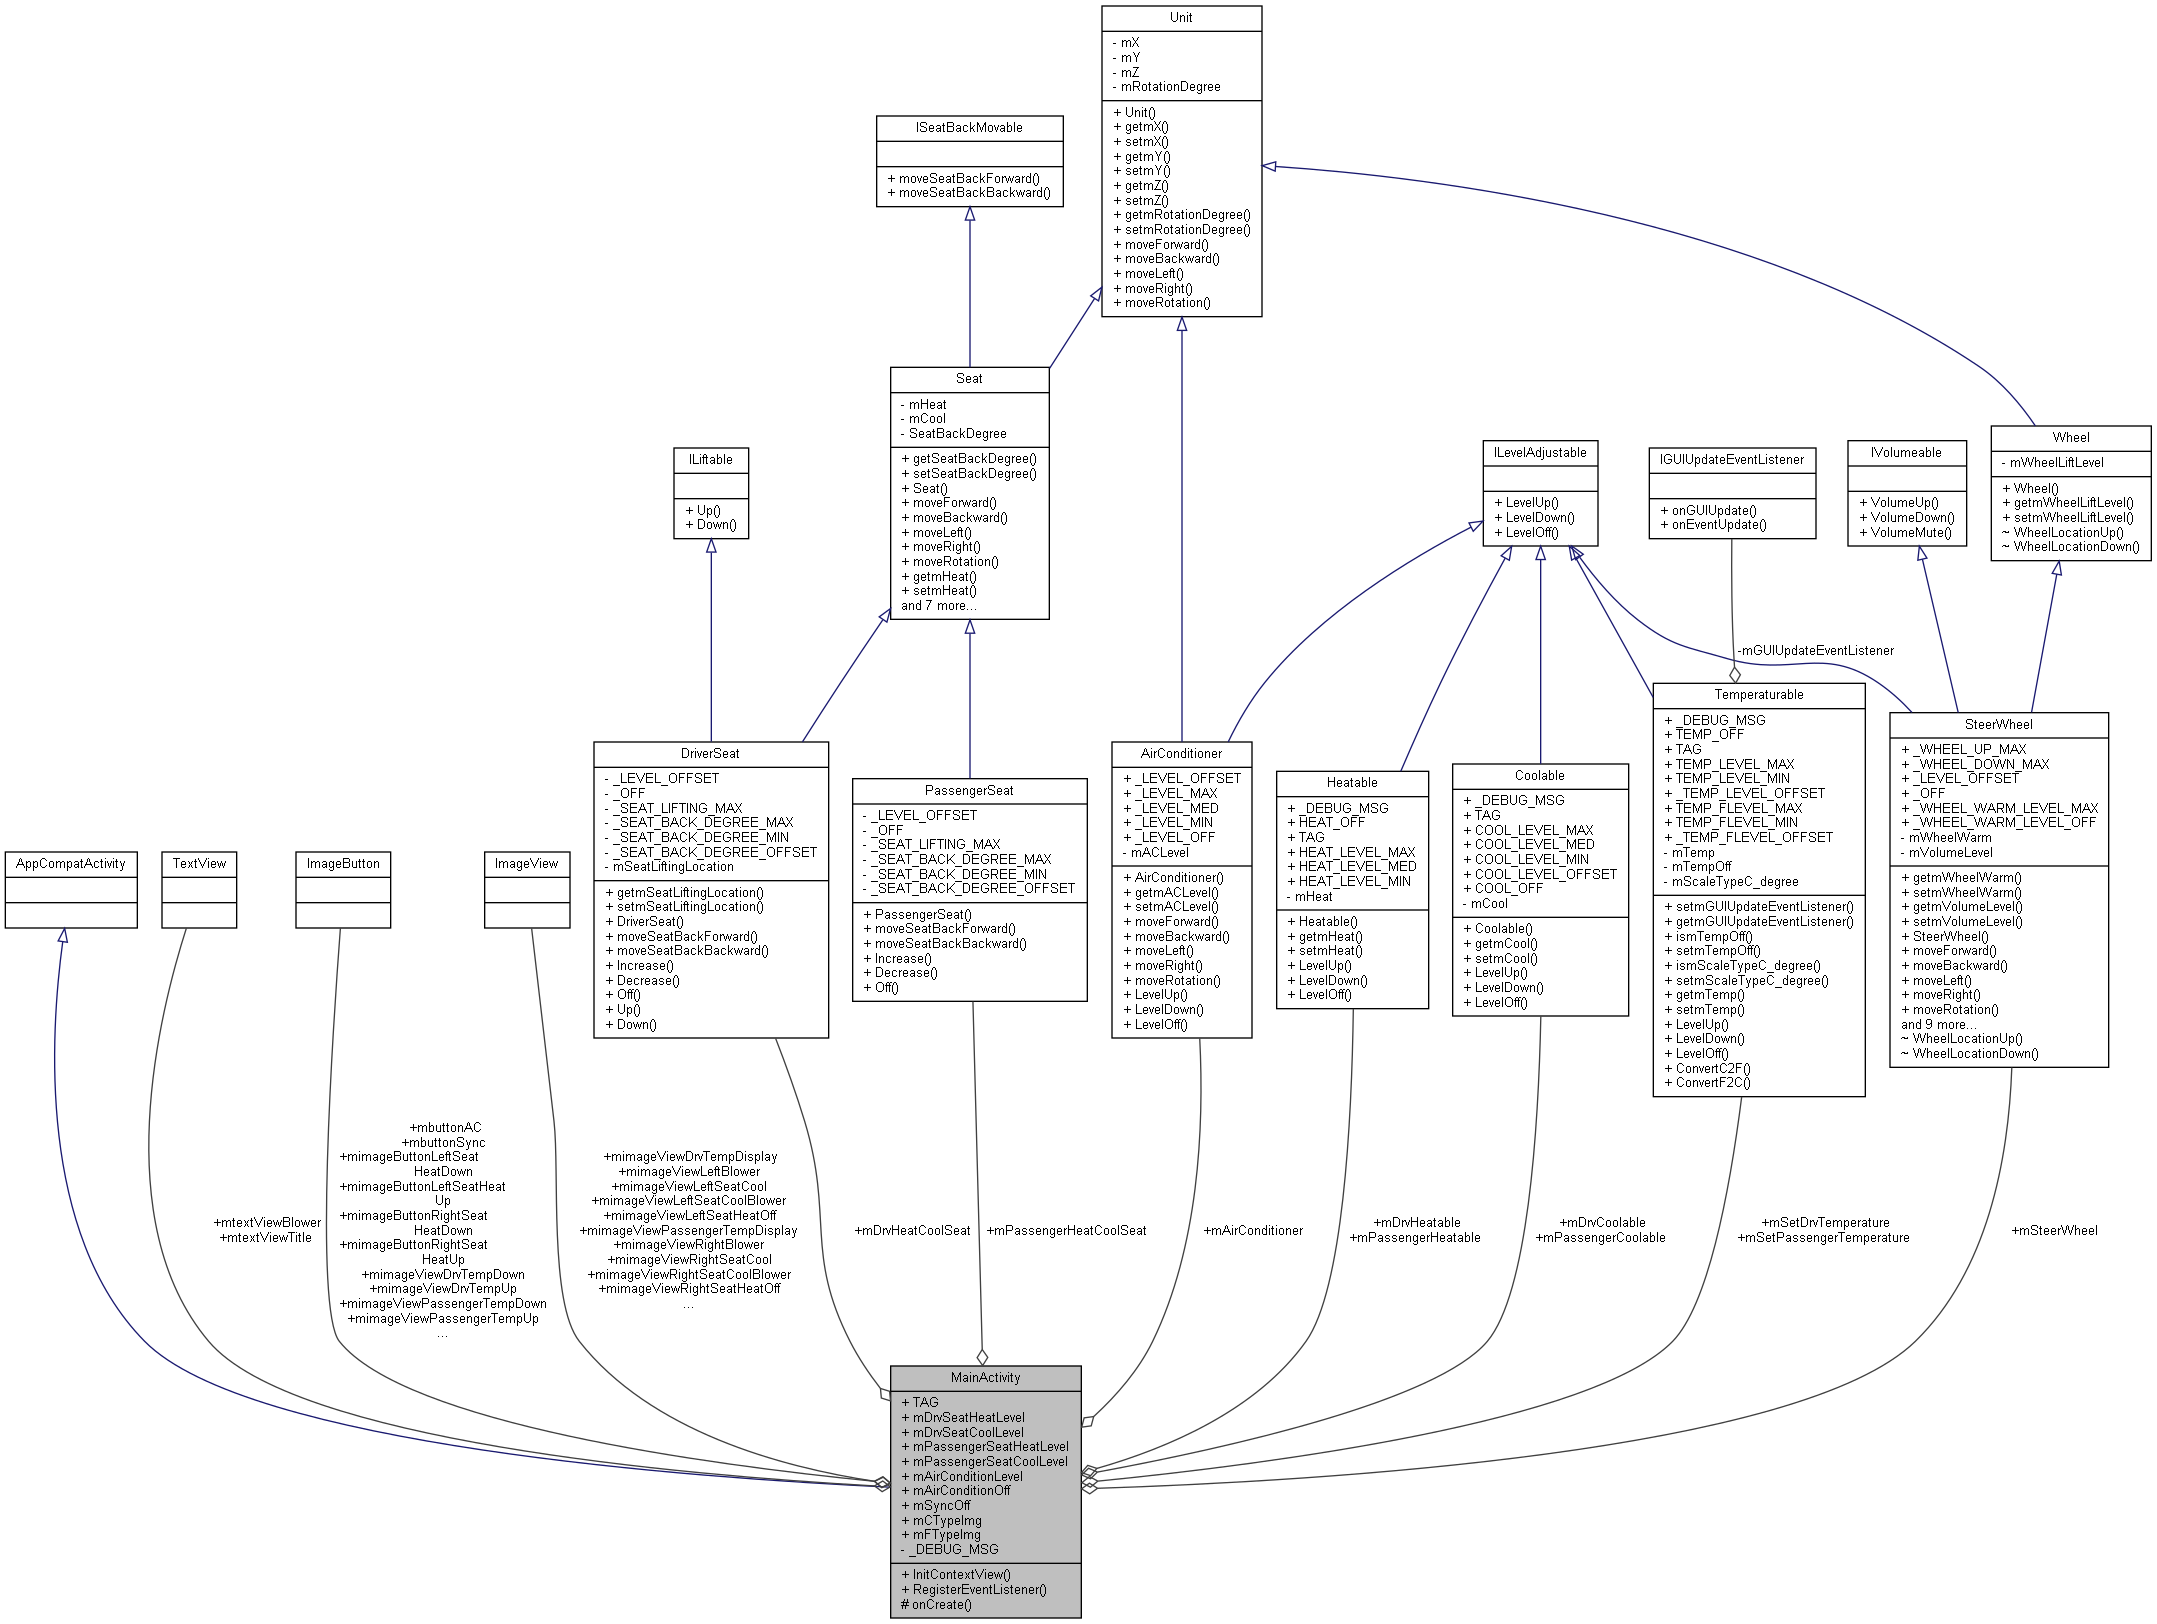 Unit
- mX
- mY
- mZ
- mRotationDegree
+ Unit()
+ getmX()
+ setmX()
+ getmY()
+ setmY()
+ getmZ()
+ setmZ()
+ getmRotationDegree()
+ setmRotationDegree()
+ moveForward()
+ moveBackward()
+ moveLeft()
+ moveRight()
+ moveRotation()
ISeatBackMovable
+ moveSeatBackForward()
+ moveSeatBackBackward()
Seat
- mHeat
- mCool
- SeatBackDegree
+ getSeatBackDegree()
+ setSeatBackDegree()
+ Seat()
+ moveForward()
+ moveBackward()
+ moveLeft()
+ moveRight()
+ moveRotation()
+ getmHeat()
+ setmHeat()
and 7 more...
ILiftable
+ Up()
+ Down()
ILevelAdjustable
+ LevelUp()
+ LevelDown()
+ LevelOff()
IGUIUpdateEventListener
+ onGUIUpdate()
+ onEventUpdate()
IVolumeable
+ VolumeUp()
+ VolumeDown()
+ VolumeMute()
Wheel
- mWheelLiftLevel
+ Wheel()
+ getmWheelLiftLevel()
+ setmWheelLiftLevel()
~ WheelLocationUp()
~ WheelLocationDown()
-mGUIUpdateEventListener
AppCompatActivity
TextView
ImageButton
ImageView
DriverSeat
- _LEVEL_OFFSET
- _OFF
- _SEAT_LIFTING_MAX
- _SEAT_BACK_DEGREE_MAX
- _SEAT_BACK_DEGREE_MIN
- _SEAT_BACK_DEGREE_OFFSET
- mSeatLiftingLocation
+ getmSeatLiftingLocation()
+ setmSeatLiftingLocation()
+ DriverSeat()
+ moveSeatBackForward()
+ moveSeatBackBackward()
+ Increase()
+ Decrease()
+ Off()
+ Up()
+ Down()
PassengerSeat
- _LEVEL_OFFSET
- _OFF
- _SEAT_LIFTING_MAX
- _SEAT_BACK_DEGREE_MAX
- _SEAT_BACK_DEGREE_MIN
- _SEAT_BACK_DEGREE_OFFSET
+ PassengerSeat()
+ moveSeatBackForward()
+ moveSeatBackBackward()
+ Increase()
+ Decrease()
+ Off()
AirConditioner
+ _LEVEL_OFFSET
+ _LEVEL_MAX
+ _LEVEL_MED
+ _LEVEL_MIN
+ _LEVEL_OFF
- mACLevel
+ AirConditioner()
+ getmACLevel()
+ setmACLevel()
+ moveForward()
+ moveBackward()
+ moveLeft()
+ moveRight()
+ moveRotation()
+ LevelUp()
+ LevelDown()
+ LevelOff()
Heatable
+ _DEBUG_MSG
+ HEAT_OFF
+ TAG
+ HEAT_LEVEL_MAX
+ HEAT_LEVEL_MED
+ HEAT_LEVEL_MIN
- mHeat
+ Heatable()
+ getmHeat()
+ setmHeat()
+ LevelUp()
+ LevelDown()
+ LevelOff()
Coolable
+ _DEBUG_MSG
+ TAG
+ COOL_LEVEL_MAX
+ COOL_LEVEL_MED
+ COOL_LEVEL_MIN
+ COOL_LEVEL_OFFSET
+ COOL_OFF
- mCool
+ Coolable()
+ getmCool()
+ setmCool()
+ LevelUp()
+ LevelDown()
+ LevelOff()
Temperaturable
+ _DEBUG_MSG
+ TEMP_OFF
+ TAG
+ TEMP_LEVEL_MAX
+ TEMP_LEVEL_MIN
+ _TEMP_LEVEL_OFFSET
+ TEMP_FLEVEL_MAX
+ TEMP_FLEVEL_MIN
+ _TEMP_FLEVEL_OFFSET
- mTemp
- mTempOff
- mScaleTypeC_degree
+ setmGUIUpdateEventListener()
+ getmGUIUpdateEventListener()
+ ismTempOff()
+ setmTempOff()
+ ismScaleTypeC_degree()
+ setmScaleTypeC_degree()
+ getmTemp()
+ setmTemp()
+ LevelUp()
+ LevelDown()
+ LevelOff()
+ ConvertC2F()
+ ConvertF2C()
SteerWheel
+ _WHEEL_UP_MAX
+ _WHEEL_DOWN_MAX
+ _LEVEL_OFFSET
+ _OFF
+ _WHEEL_WARM_LEVEL_MAX
+ _WHEEL_WARM_LEVEL_OFF
- mWheelWarm
- mVolumeLevel
+ getmWheelWarm()
+ setmWheelWarm()
+ getmVolumeLevel()
+ setmVolumeLevel()
+ SteerWheel()
+ moveForward()
+ moveBackward()
+ moveLeft()
+ moveRight()
+ moveRotation()
and 9 more...
~ WheelLocationUp()
~ WheelLocationDown()
+mtextViewBlower
+mtextViewTitle
+mbuttonAC
+mbuttonSync
+mimageButtonLeftSeat
HeatDown
+mimageButtonLeftSeatHeat
Up
+mimageButtonRightSeat
HeatDown
+mimageButtonRightSeat
HeatUp
+mimageViewDrvTempDown
+mimageViewDrvTempUp
+mimageViewPassengerTempDown
+mimageViewPassengerTempUp
...
+mimageViewDrvTempDisplay
+mimageViewLeftBlower
+mimageViewLeftSeatCool
+mimageViewLeftSeatCoolBlower
+mimageViewLeftSeatHeatOff
+mimageViewPassengerTempDisplay
+mimageViewRightBlower
+mimageViewRightSeatCool
+mimageViewRightSeatCoolBlower
+mimageViewRightSeatHeatOff
...
+mDrvHeatCoolSeat
+mPassengerHeatCoolSeat
+mAirConditioner
+mDrvHeatable
+mPassengerHeatable
+mDrvCoolable
+mPassengerCoolable
+mSetDrvTemperature
+mSetPassengerTemperature
+mSteerWheel
MainActivity
+ TAG
+ mDrvSeatHeatLevel
+ mDrvSeatCoolLevel
+ mPassengerSeatHeatLevel
+ mPassengerSeatCoolLevel
+ mAirConditionLevel
+ mAirConditionOff
+ mSyncOff
+ mCTypeImg
+ mFTypeImg
- _DEBUG_MSG
+ InitContextView()
+ RegisterEventListener()
# onCreate()